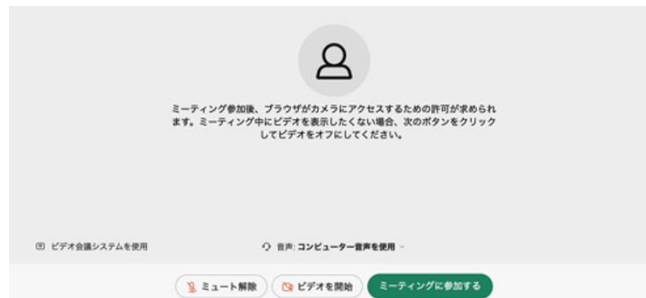 ミーティング参加後、ブラウザがカメラにアクセスするための許可が求められ
ます。ミーティング中にビデオを表示したくない場合、次のボタンをクリック
してビデオをオフにしてください。
ビデオ会議システムを使用
音声: コンピューター音声を使用
ミュート解除
ビデオを開始
ミーティングに参加する